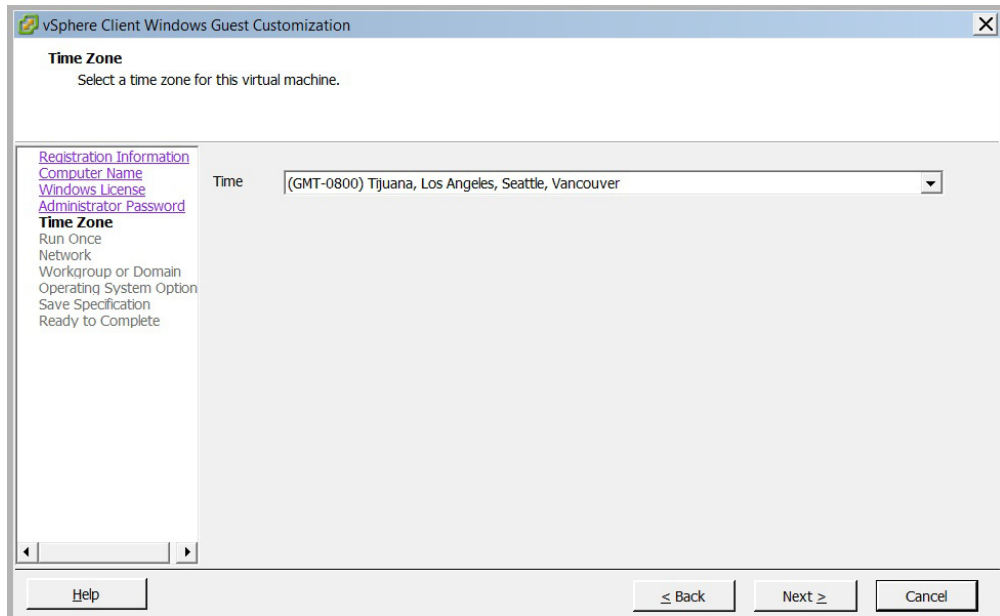 vSphere Client Windows Guest Customization
Time Zone
Select a time zone for this virtual machine.
Registration Information
Computer Name
Windows License
Administrator Password
Time Zone
Run Once
Network
Workgroup or Domain
Operating System Option
Save Specification
Ready to Complete
Time
(GMT-0800) Tijuana, Los Angeles, Seattle, Vancouver
Help
< Back
Next >
Cancel